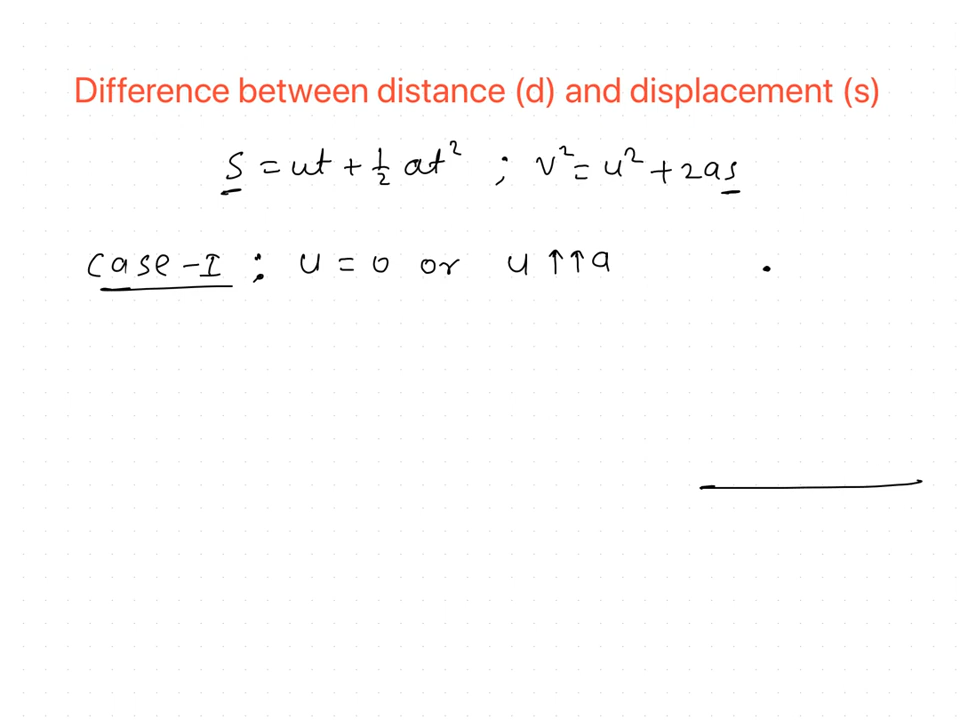 Difference between distance (d) and displacement (s)
S = ut + 1/2 at² ; v² = u² + 2as
Case-I : u = 0 or u ↑↑ a